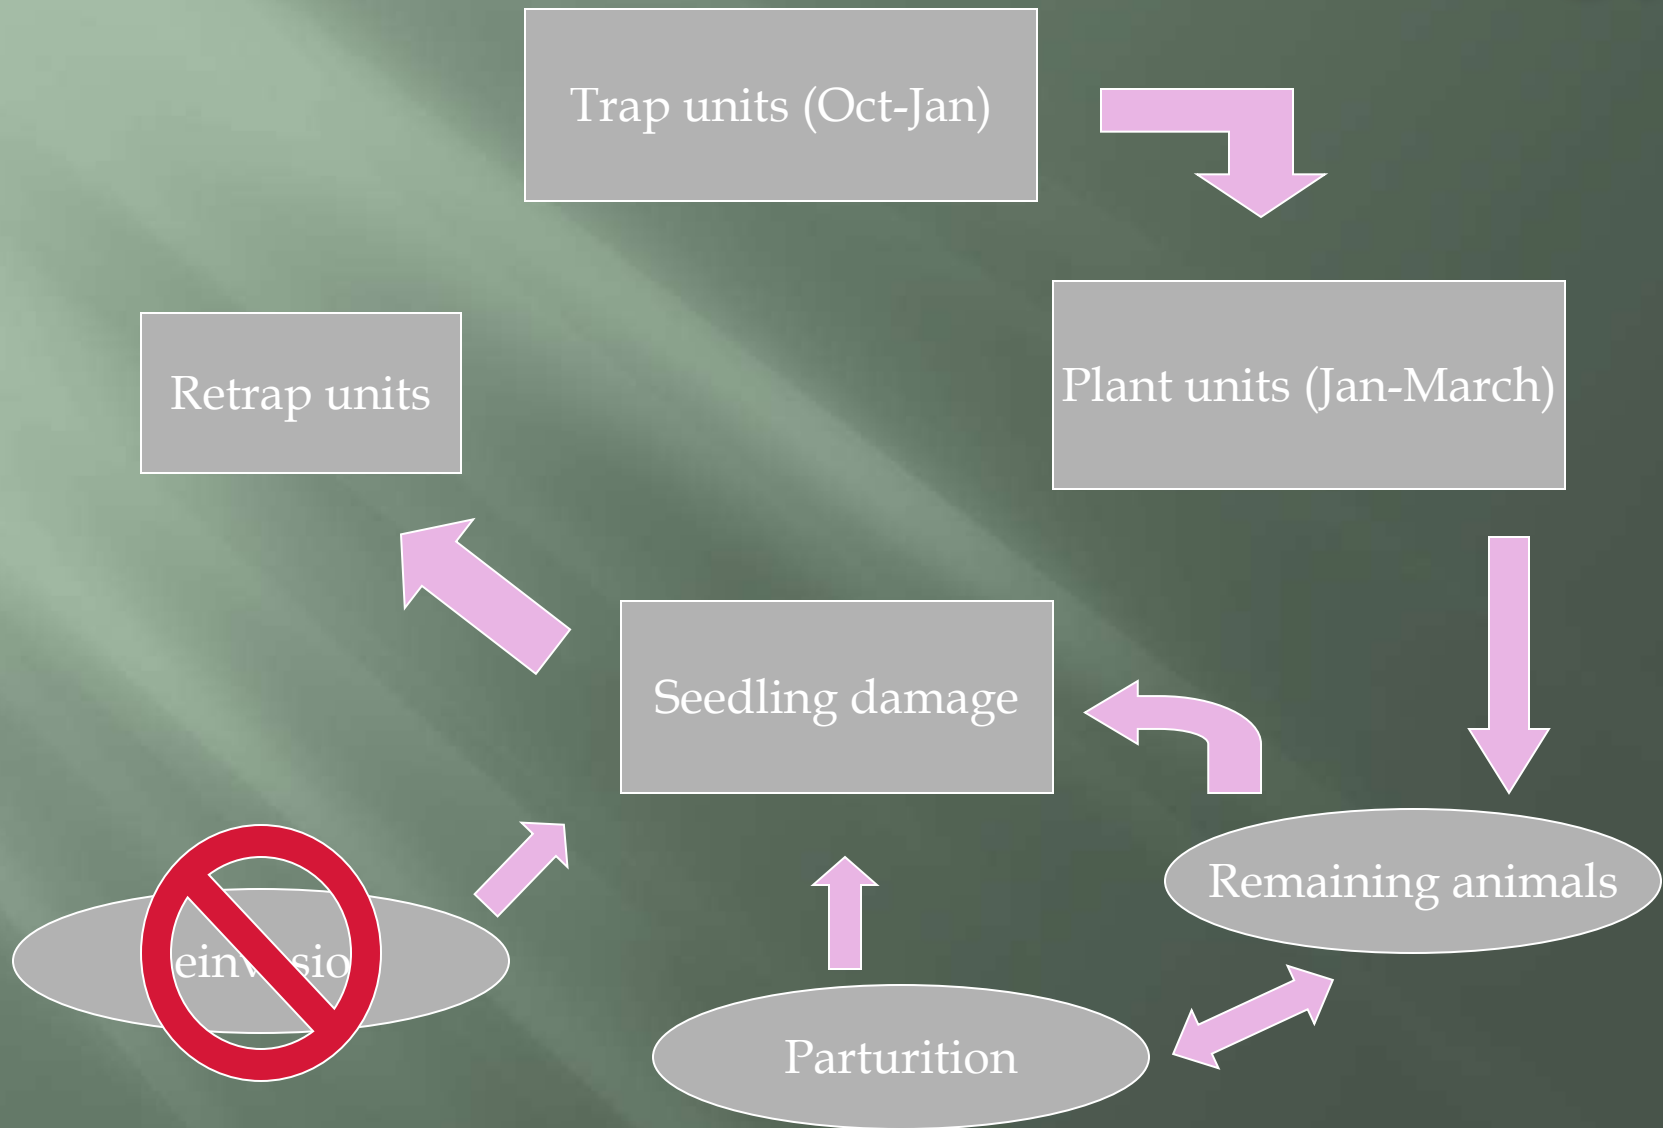 Trap units (Oct-Jan)
Plant units (Jan-March)
Retrap units
Seedling damage
Remaining animals
Parturition